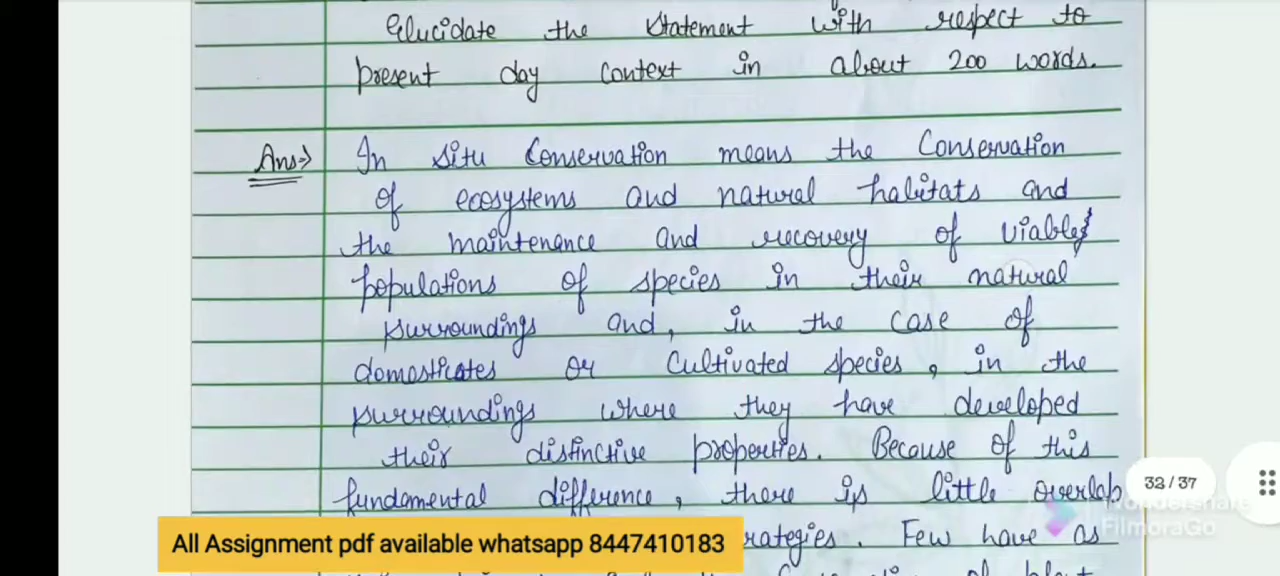 Elucidate the Statement with respect to
present day context in about 200 words.
Ans→ In situ Conservation means the Conservation
of ecosystems and natural habitats and
the maintenance and recovery of viable
populations of species in their natural
surroundings and, in the case of
domesticates or Cultivated species, in the
surroundings where they have developed
their distinctive properties. Because of this
fundamental difference, there is little overlap
32 / 37
Wondershare
FilmoraGo
All Assignment pdf available whatsapp 8447410183
rategies. Few have as